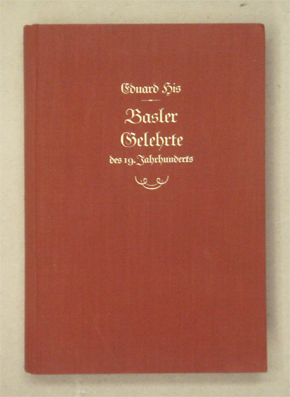 Eduard His
Basler
Gelehrte
des 19. Jahrhunderts